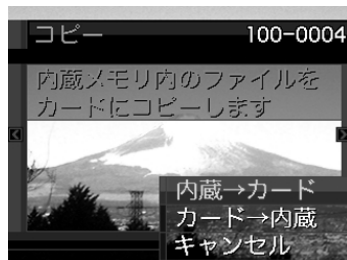 コピー 100-0004
内蔵メモリ内のファイルを
カードにコピーします
内蔵→カード
カード→内蔵
キャンセル